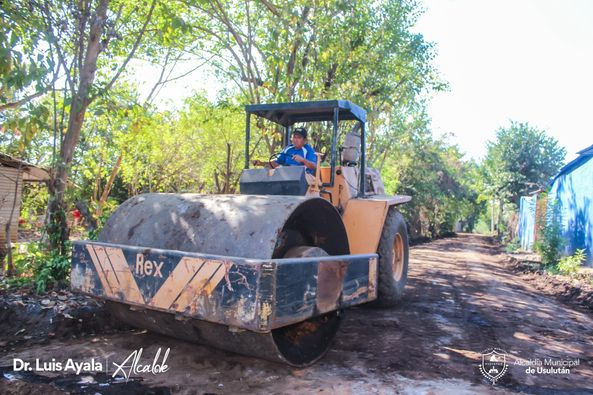 Rex
Dr. Luis Ayala Alcalde
Alcaldía Municipal
de Usulután